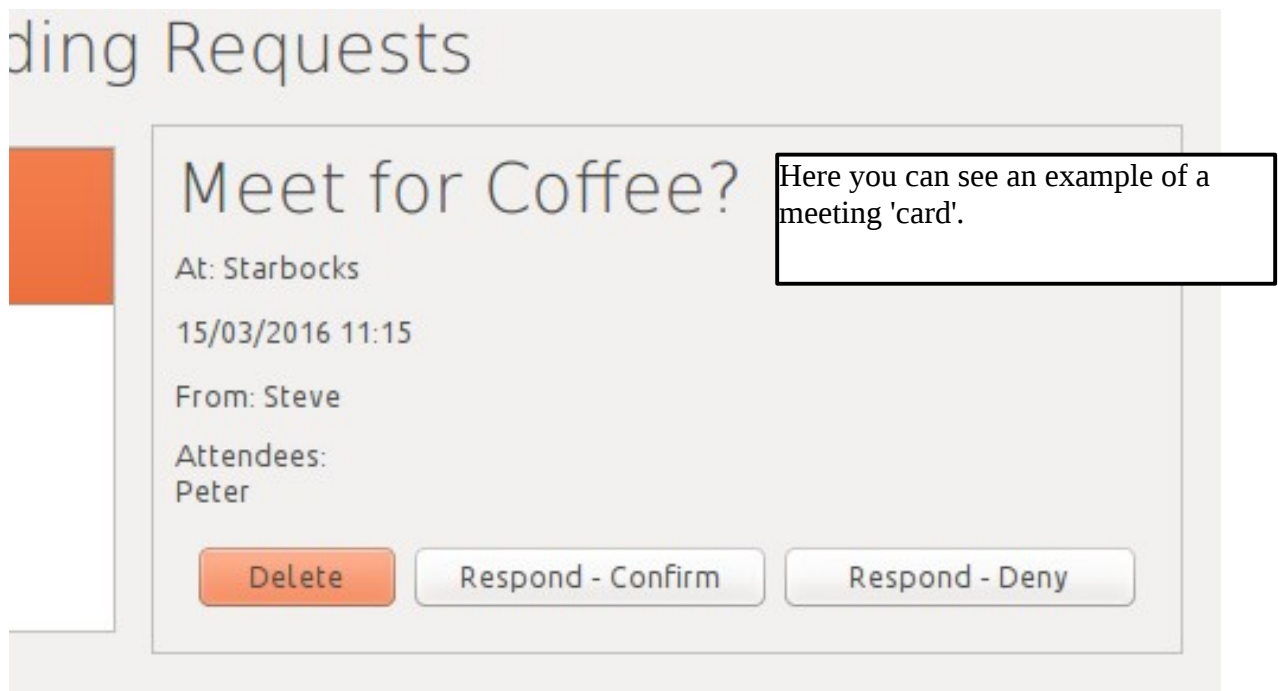 ding Requests
Meet for Coffee?
Here you can see an example of a
meeting 'card'.
At: Starbocks
15/03/2016 11:15
From: Steve
Attendees:
Peter
Delete
Respond - Confirm
Respond - Deny